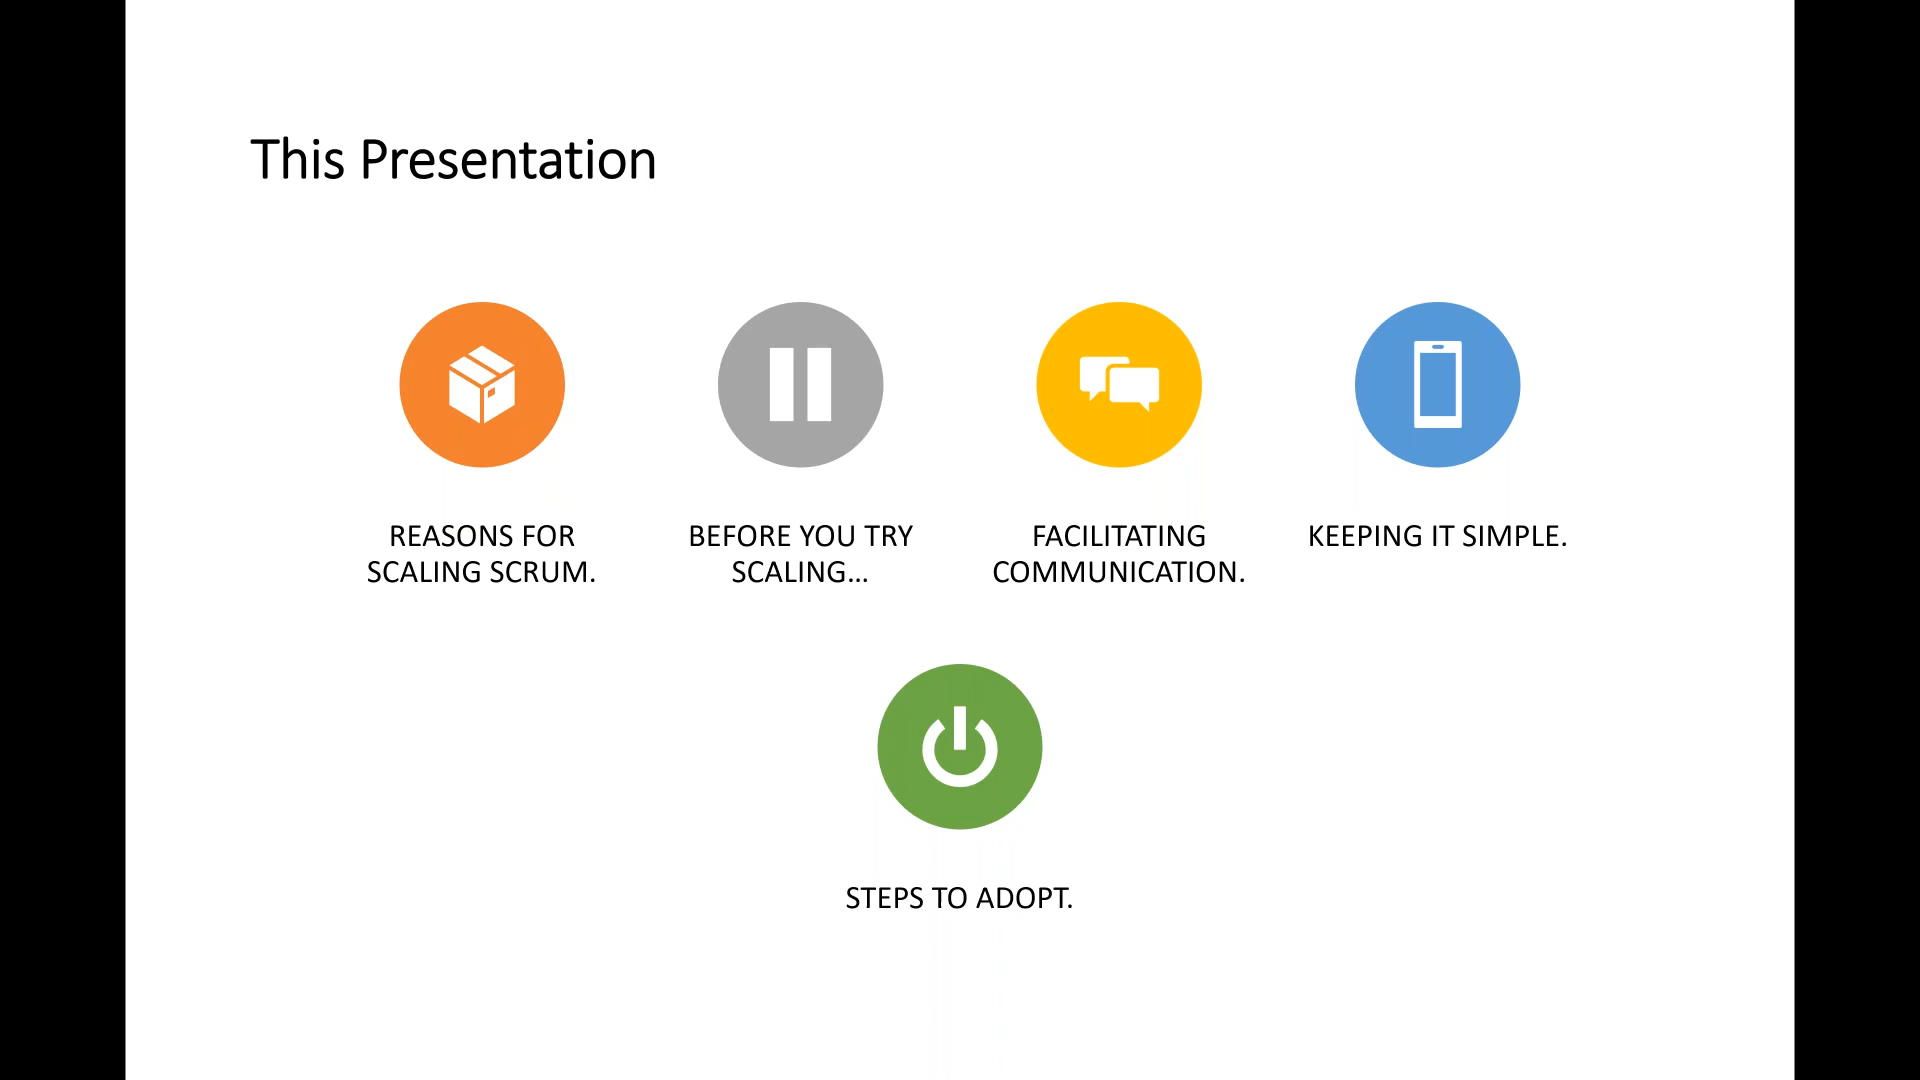 This Presentation
REASONS FOR
SCALING SCRUM.
BEFORE YOU TRY
SCALING...
FACILITATING
COMMUNICATION.
KEEPING IT SIMPLE.
STEPS TO ADOPT.